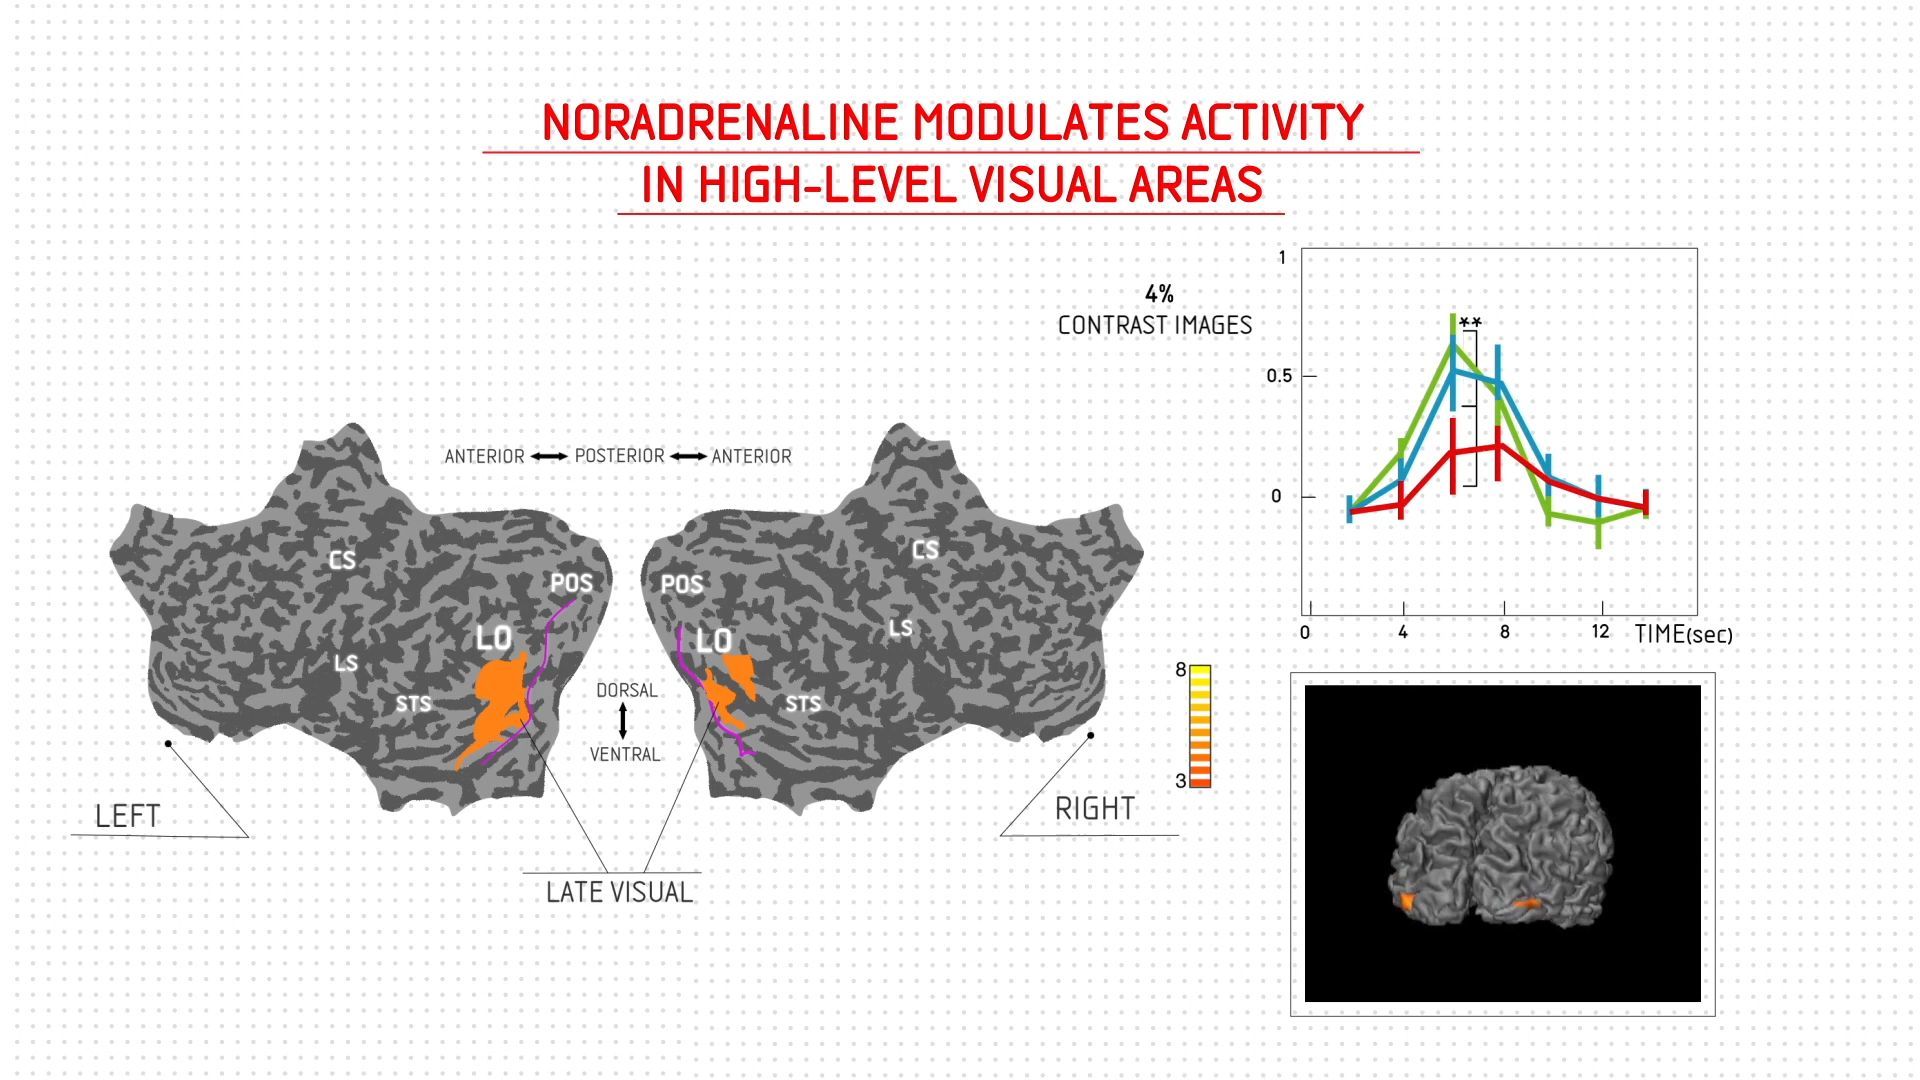 NORADRENALINE MODULATES ACTIVITY
IN HIGH-LEVEL VISUAL AREAS
4%
CONTRAST IMAGES
1
0.5
0
**
0
4
8
12
TIME(sec)
ANTERIOR POSTERIOR ANTERIOR
CS
POS
LO
LS
STS
POS
LO
CS
LS
STS
DORSAL
VENTRAL
8
3
LEFT
RIGHT
LATE VISUAL